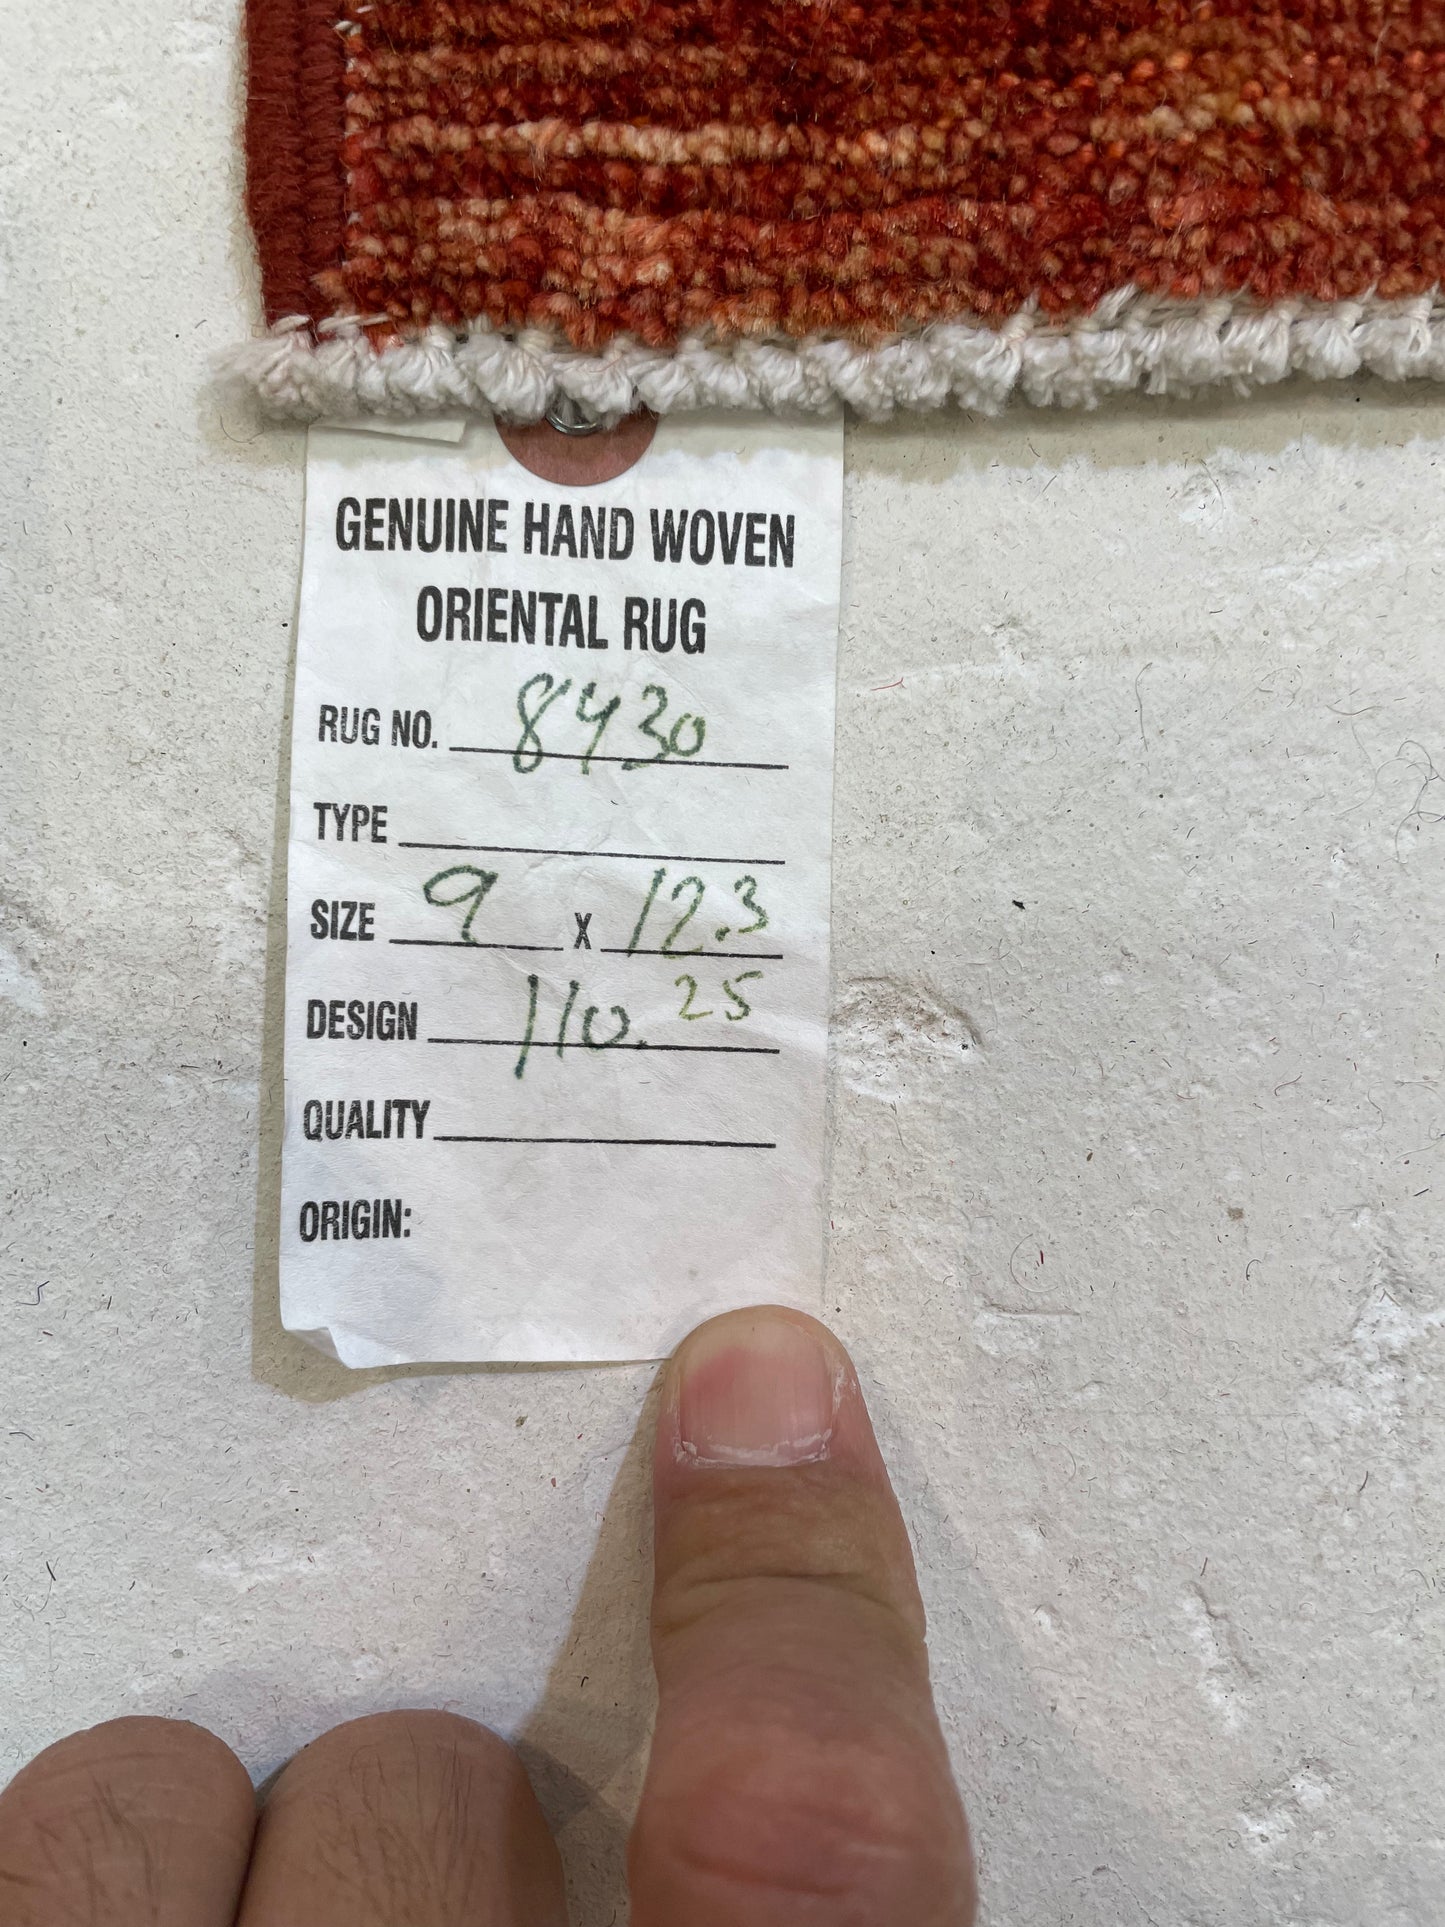 GENUINE HAND WOVEN
ORIENTAL RUG
RUG NO. 8430
TYPE
SIZE 9 X 12.3
DESIGN 110.25
QUALITY
ORIGIN: